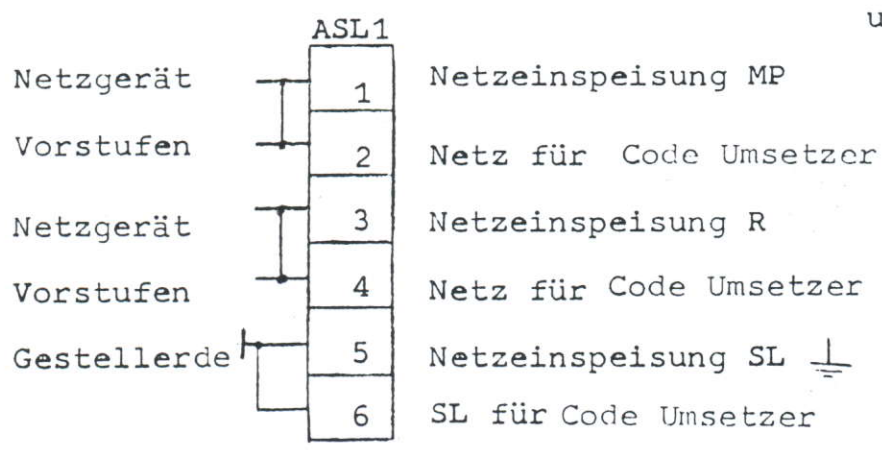 u
ASL1
Netzgerät 1 Netzeinspeisung MP
Vorstufen 2 Netz für Code Umsetzer
Netzgerät 3 Netzeinspeisung R
Vorstufen 4 Netz für Code Umsetzer
Gestellerde 5 Netzeinspeisung SL
6 SL für Code Umsetzer